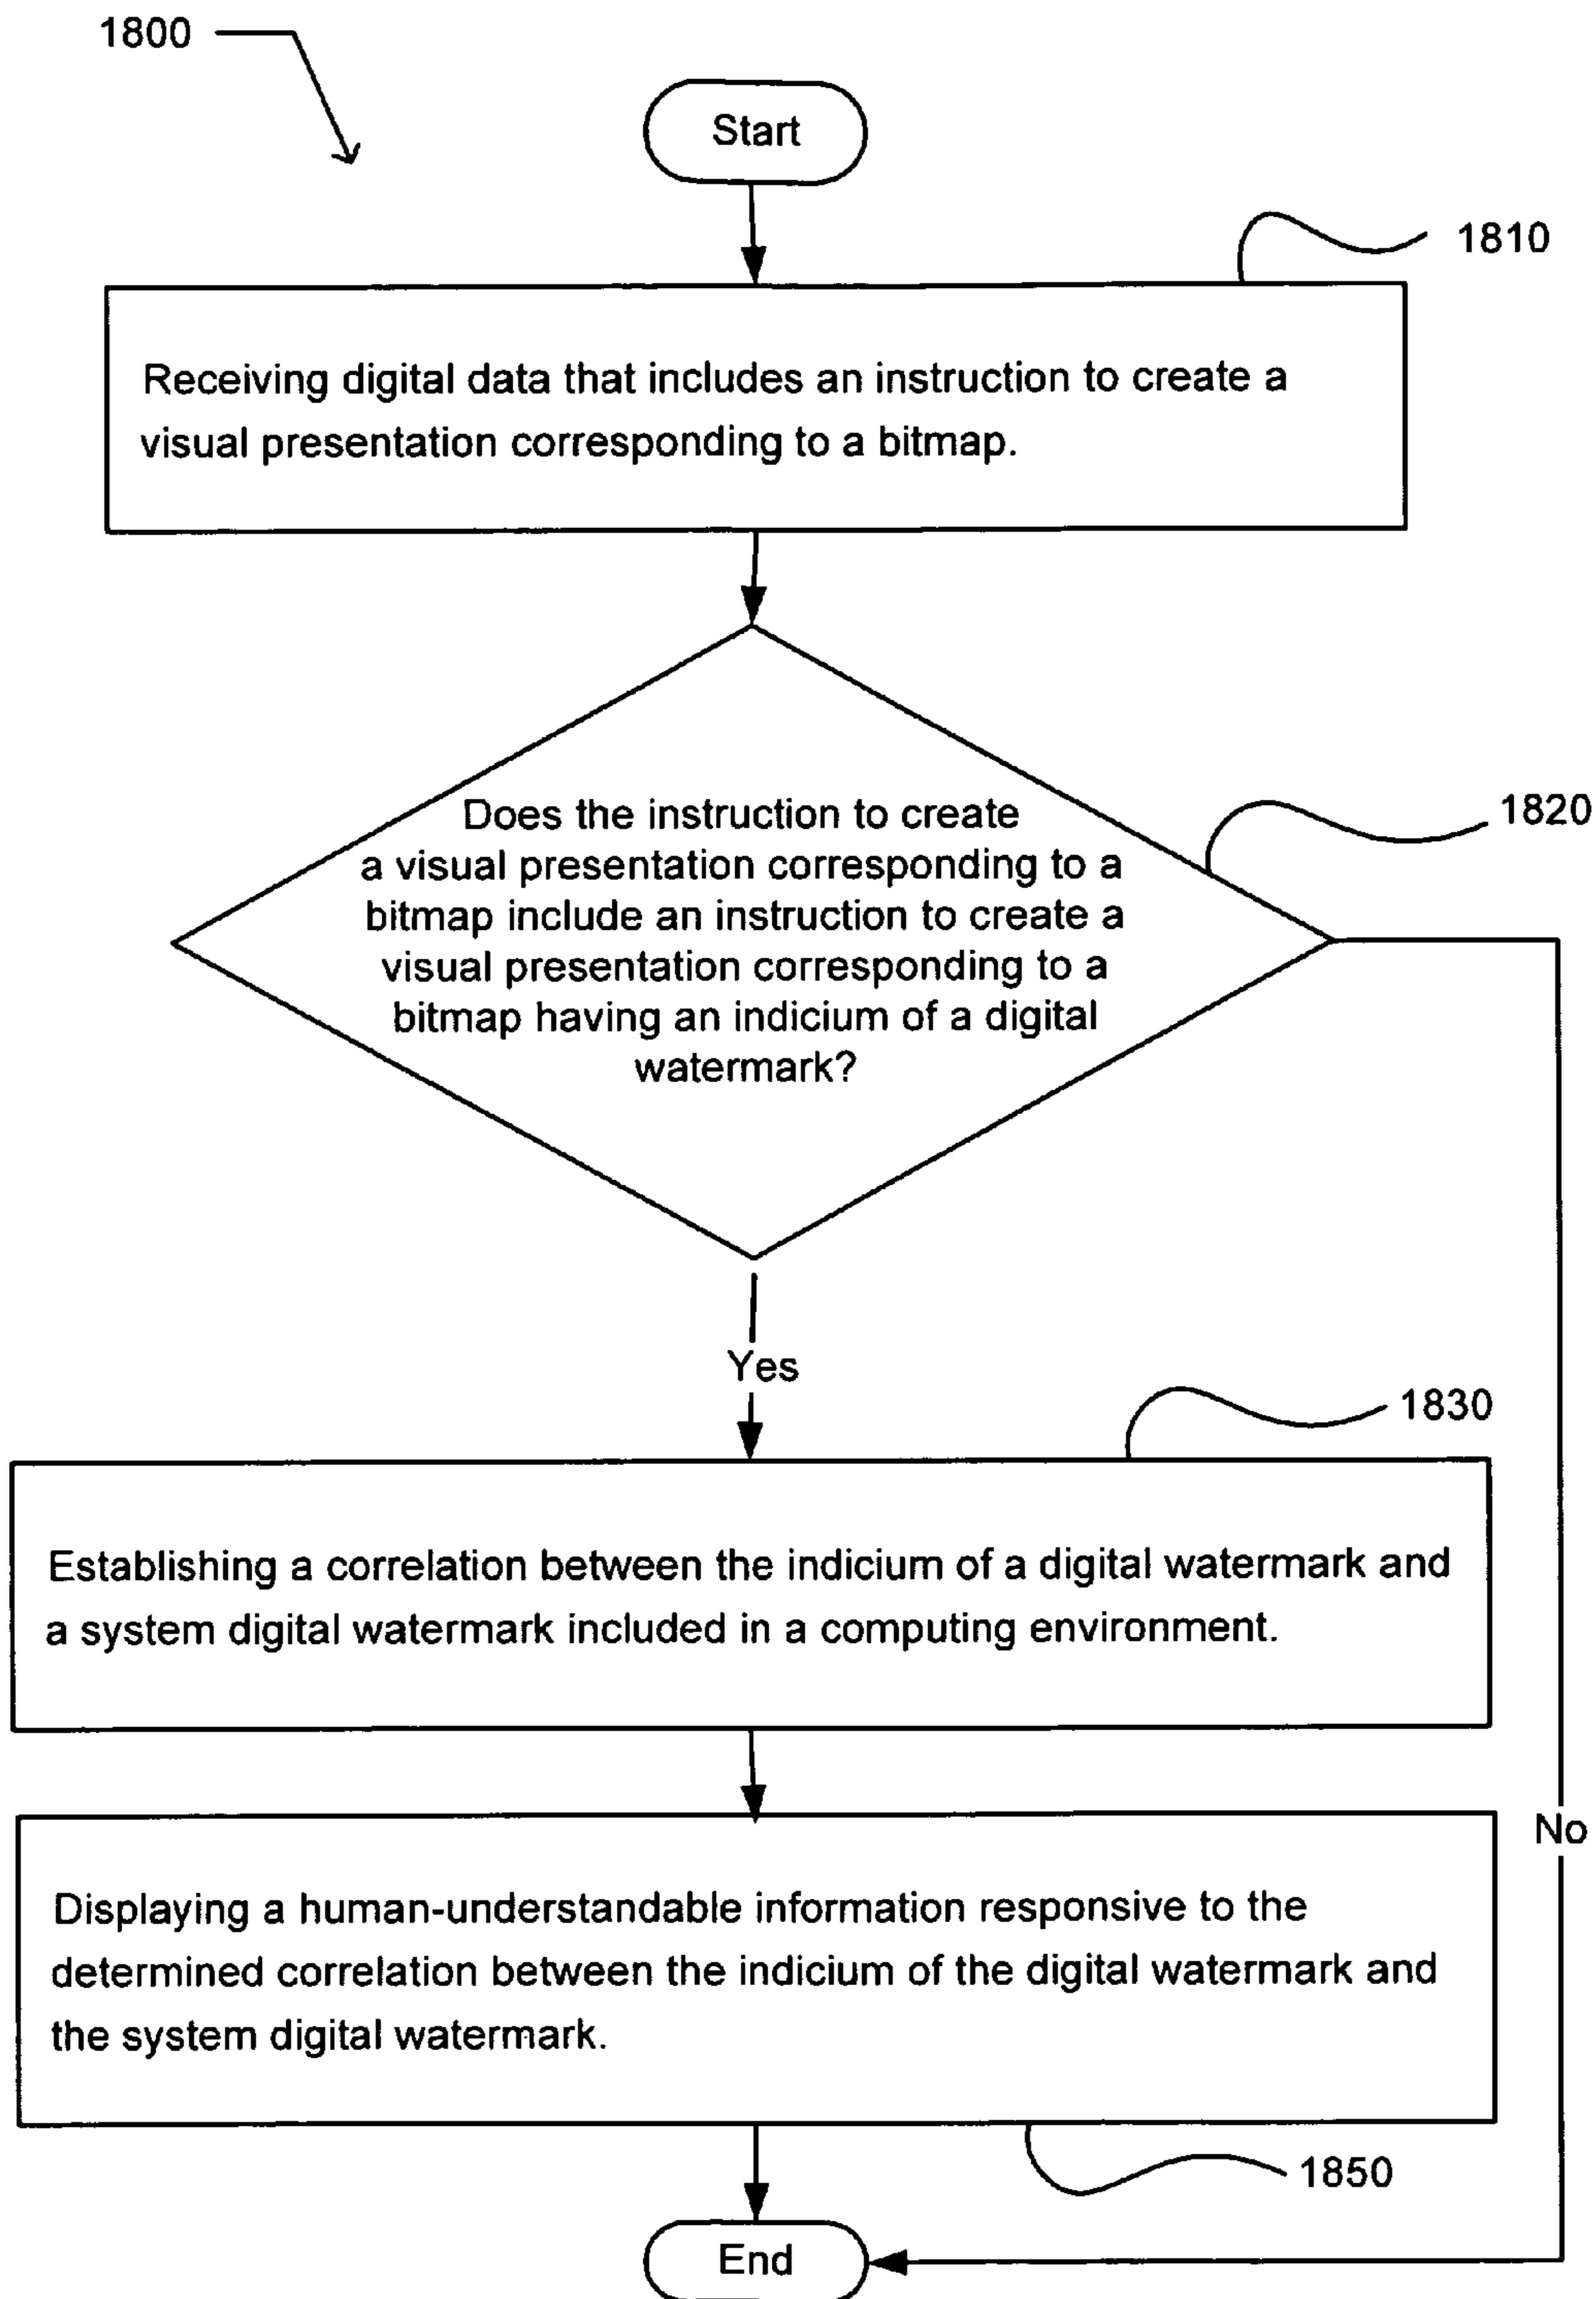 1800
Start
1810
Receiving digital data that includes an instruction to create a
visual presentation corresponding to a bitmap.
1820
Does the instruction to create
a visual presentation corresponding to a
bitmap include an instruction to create a
visual presentation corresponding to a
bitmap having an indicium of a digital
watermark?
Yes
1830
Establishing a correlation between the indicium of a digital watermark and
a system digital watermark included in a computing environment.
No
Displaying a human-understandable information responsive to the
determined correlation between the indicium of the digital watermark and
the system digital watermark.
1850
End